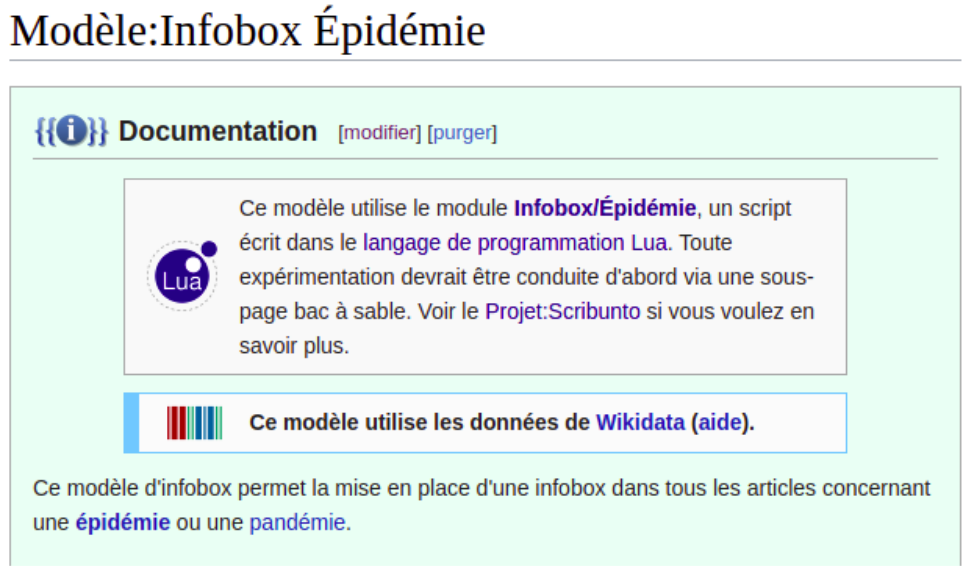 Modèle:Infobox Épidémie
{{i}} Documentation [modifier] [purger]
Ce modèle utilise le module Infobox/Épidémie, un script
écrit dans le langage de programmation Lua. Toute
expérimentation devrait être conduite d'abord via une sous-
page bac à sable. Voir le Projet:Scribunto si vous voulez en
savoir plus.
Lua
Ce modèle utilise les données de Wikidata (aide).
Ce modèle d'infobox permet la mise en place d'une infobox dans tous les articles concernant
une épidémie ou une pandémie.